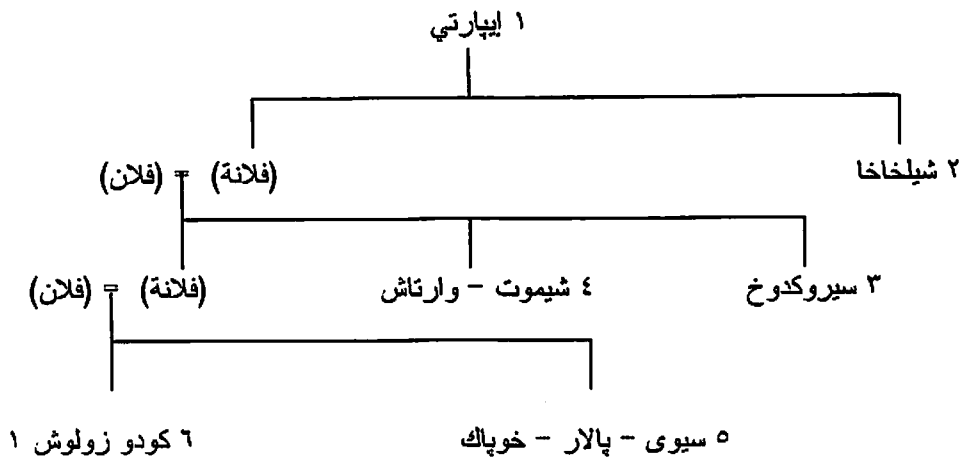 ١ إيپارتي
٢ شيلخاخا (فلانة) = (فلان)
٣ سيروكدوخ ٤ شيموت - وارتاش (فلانة) = (فلان)
٥ سيوى - پالار - خوپاك ٦ كودو زولوش ١